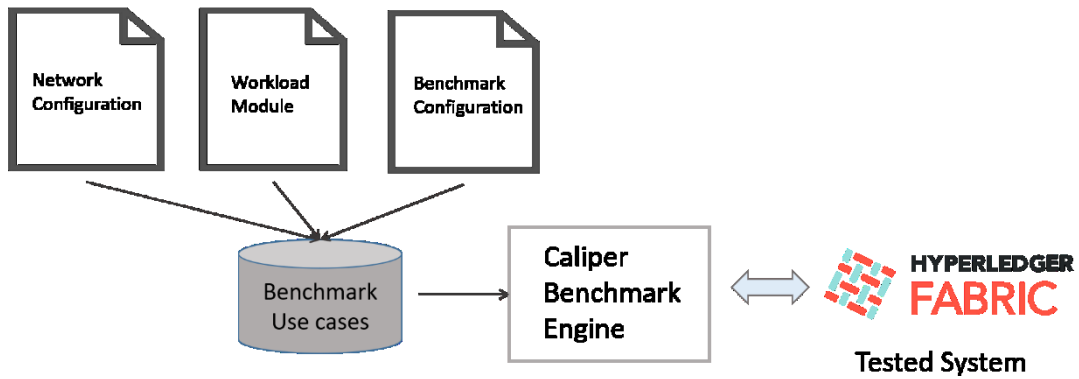 Network
Configuration
Workload
Module
Benchmark
Configuration
Benchmark
Use cases
Caliper
Benchmark
Engine
HYPERLEDGER
FABRIC
Tested System